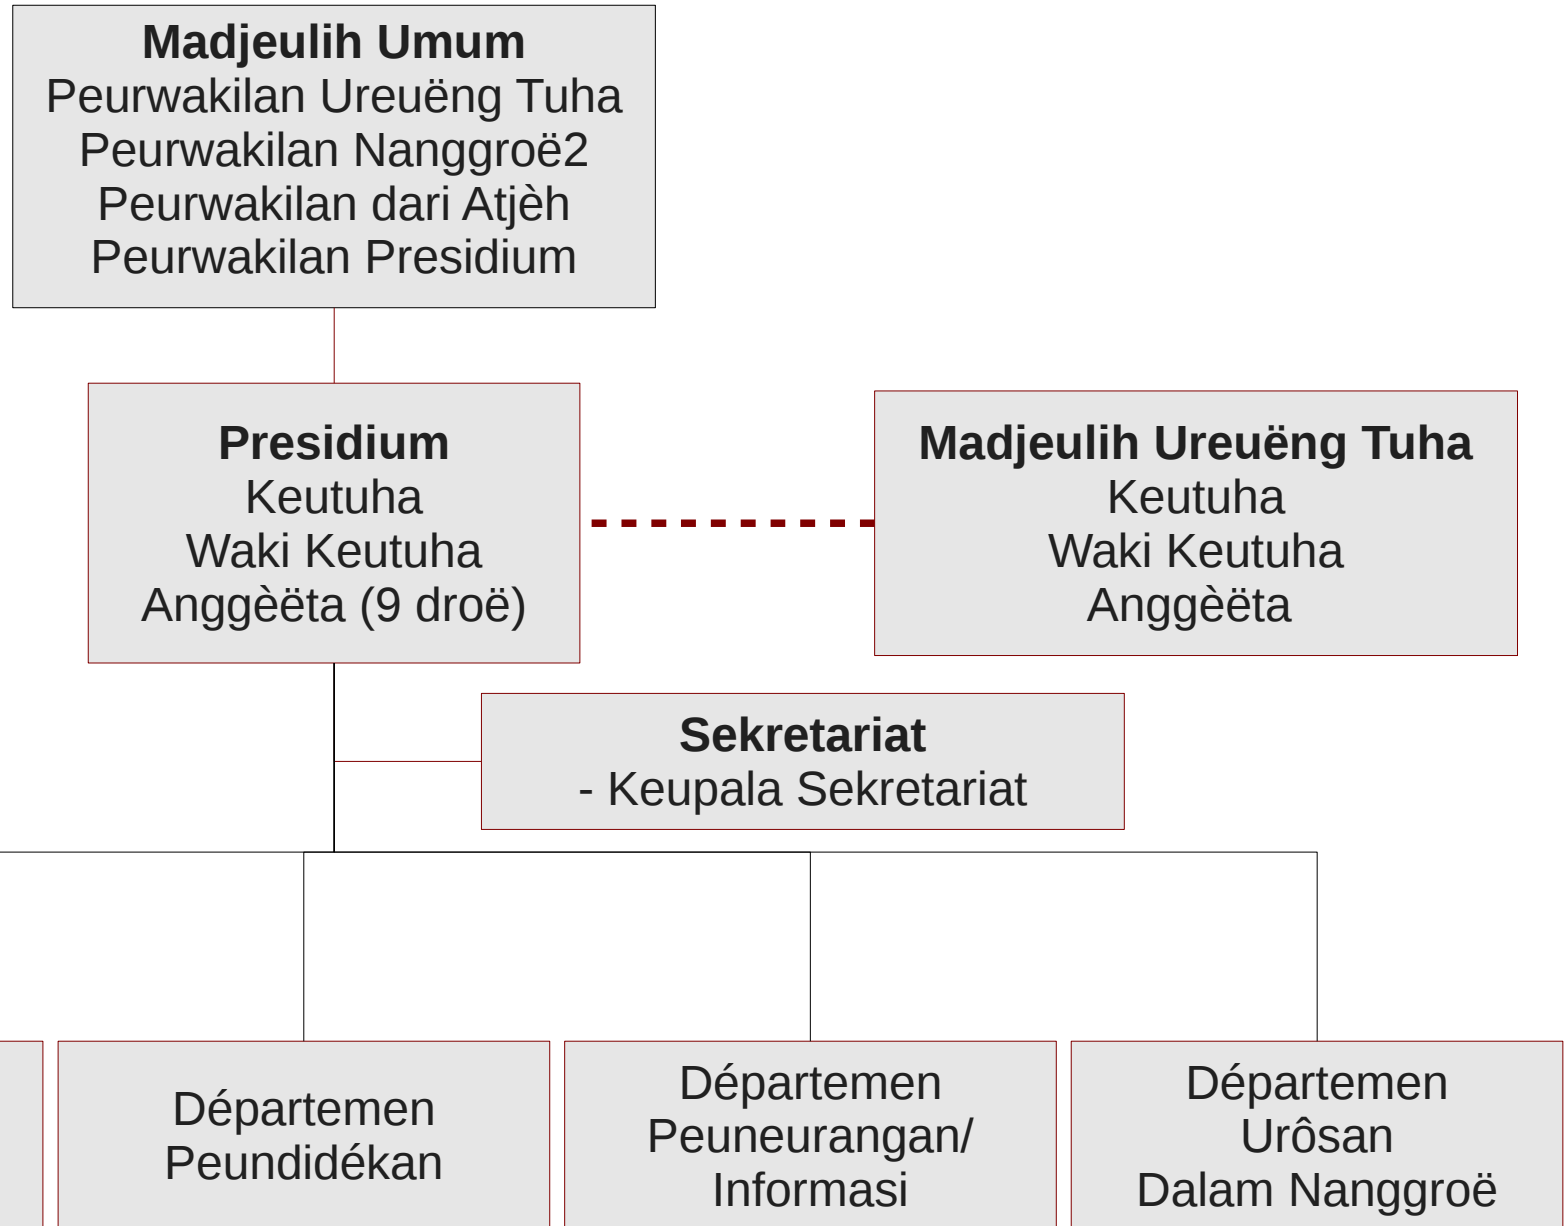 Madjeulih Umum
Peurwakilan Ureuëng Tuha
Peurwakilan Nanggroë2
Peurwakilan dari Atjèh
Peurwakilan Presidium
Presidium
Keutuha
Waki Keutuha
Anggèëta (9 droë)
Madjeulih Ureuëng Tuha
Keutuha
Waki Keutuha
Anggèëta
Sekretariat
- Keupala Sekretariat
Départemen
Peundidékan
Départemen
Peuneurangan/
Informasi
Départemen
Urôsan
Dalam Nanggroë